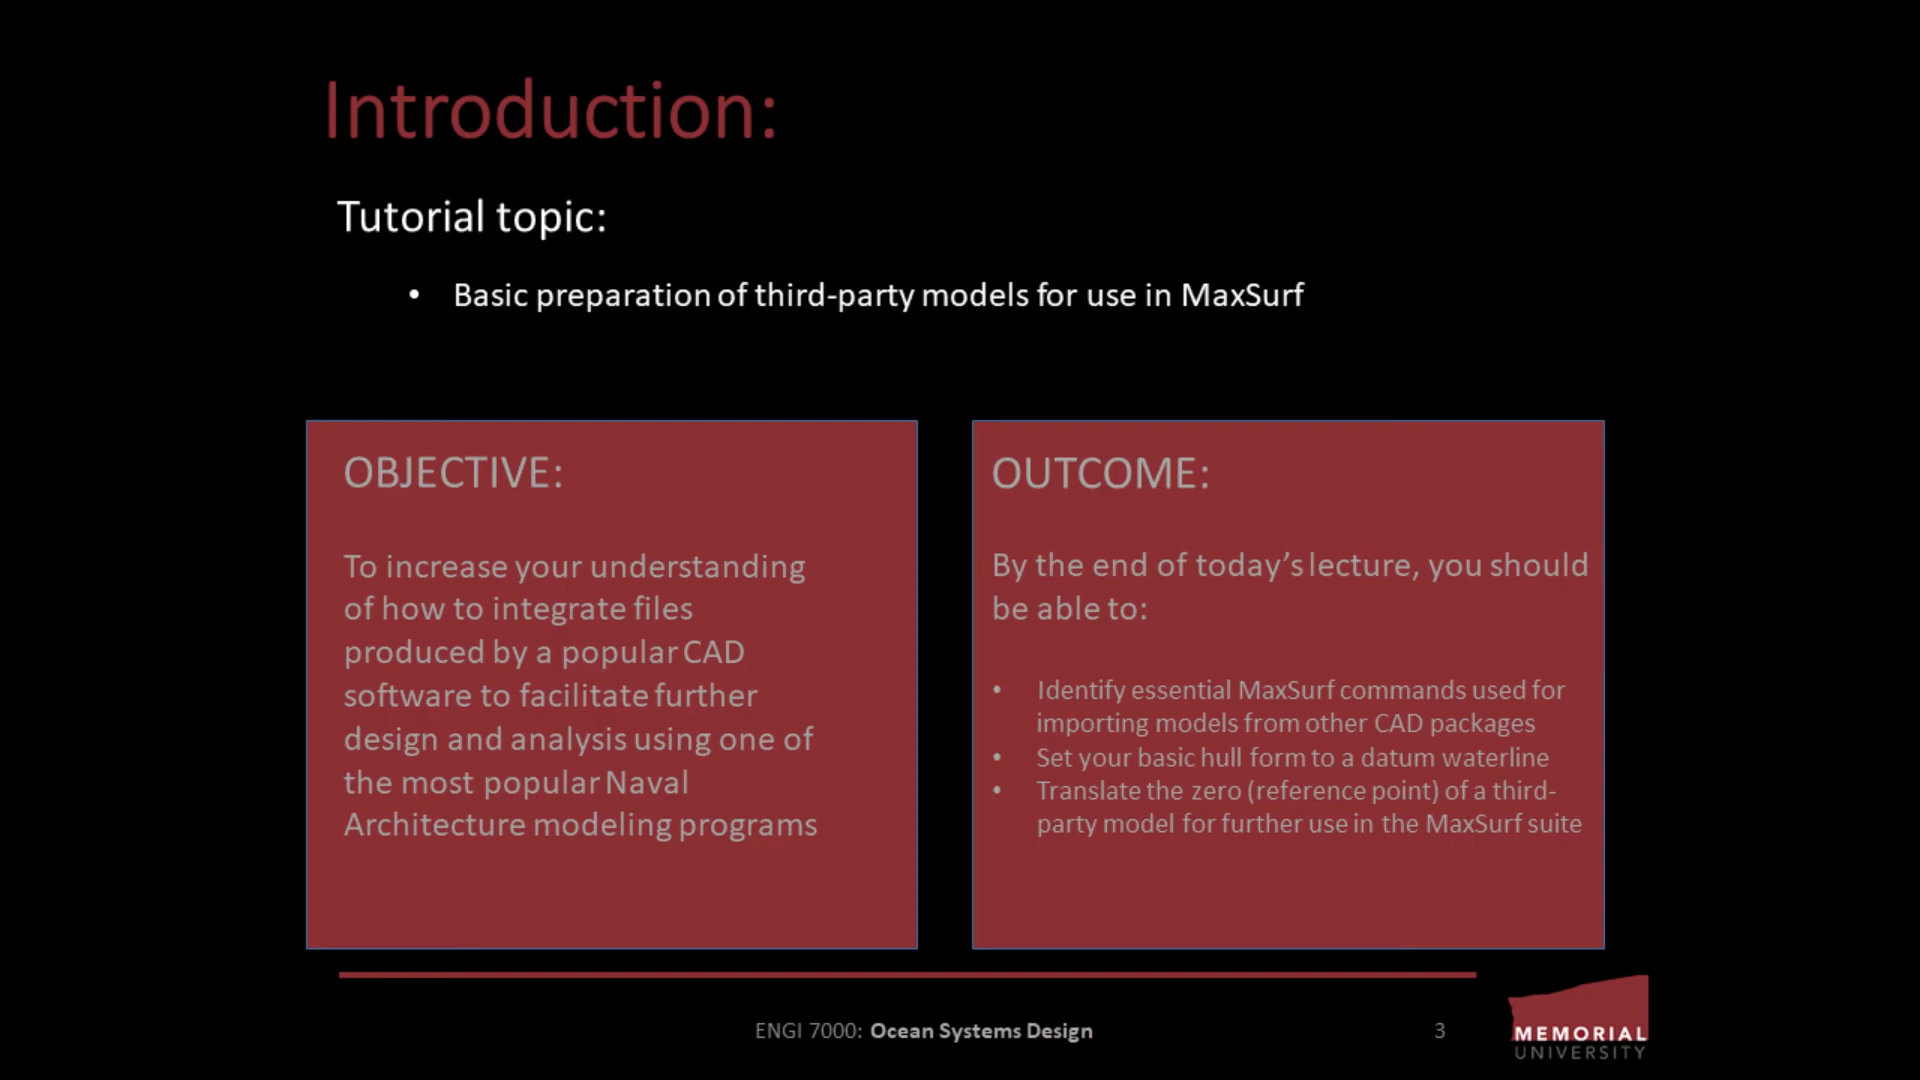 Introduction:
Tutorial topic:
• Basic preparation of third-party models for use in MaxSurf
OBJECTIVE:
To increase your understanding
of how to integrate files
produced by a popular CAD
software to facilitate further
design and analysis using one of
the most popular Naval
Architecture modeling programs
OUTCOME:
By the end of today’s lecture, you should
be able to:
• Identify essential MaxSurf commands used for
importing models from other CAD packages
• Set your basic hull form to a datum waterline
• Translate the zero (reference point) of a third-
party model for further use in the MaxSurf suite
ENGI 7000: Ocean Systems Design
3
MEMORIAL
UNIVERSITY